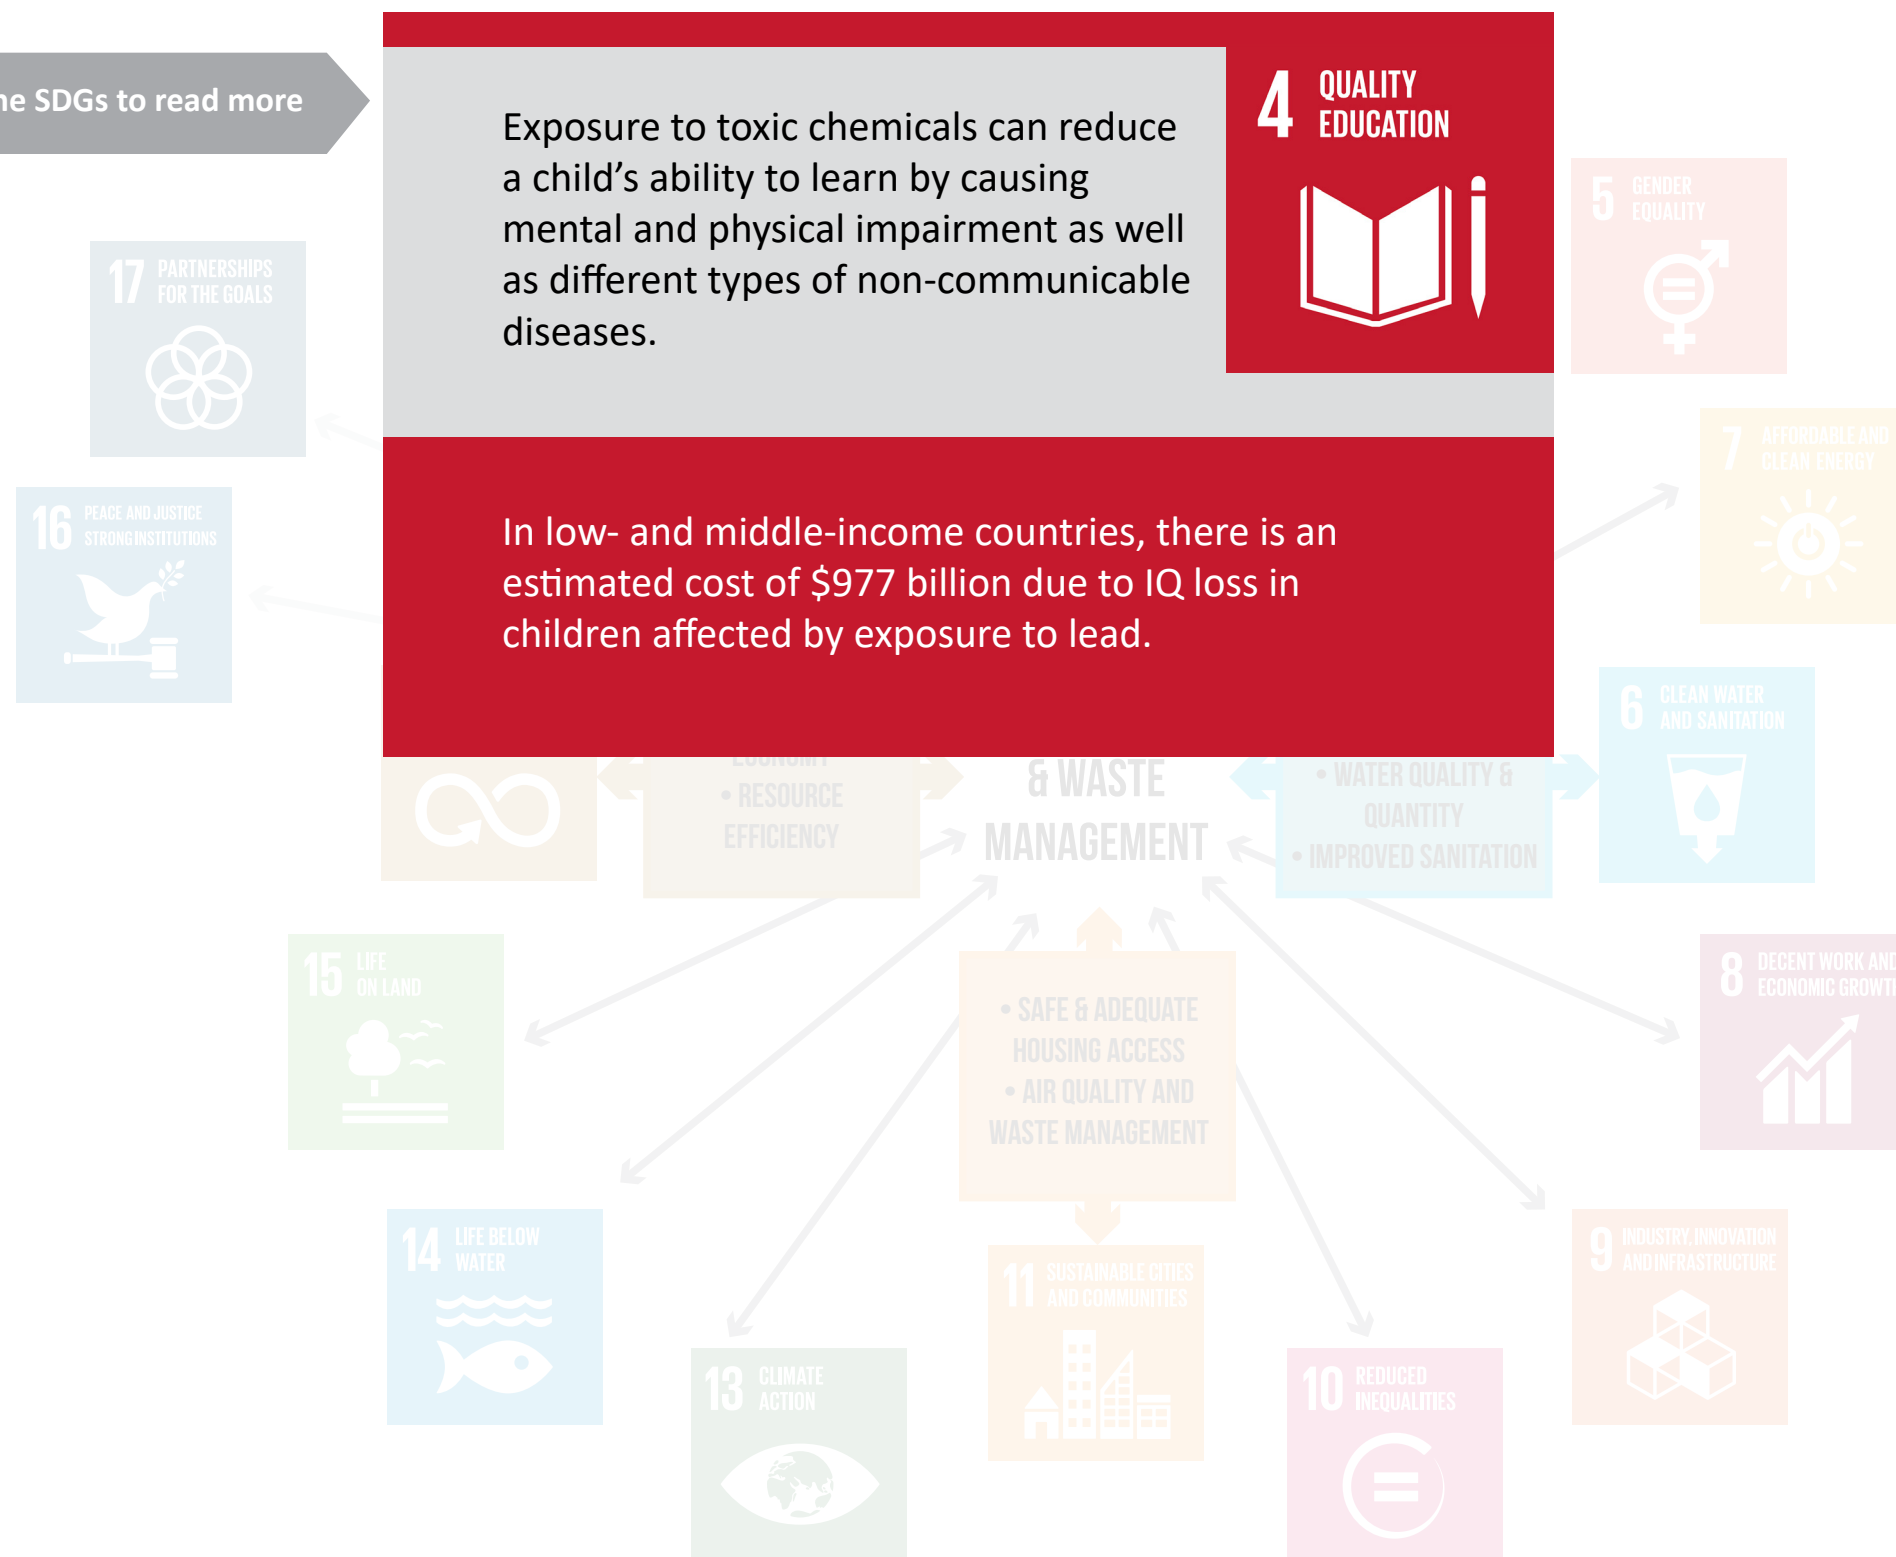 ne SDGs to read more
Exposure to toxic chemicals can reduce
a child's ability to learn by causing
mental and physical impairment as well
as different types of non-communicable
diseases.
4 QUALITY
EDUCATION
In low- and middle-income countries, there is an
estimated cost of $977 billion due to IQ loss in
children affected by exposure to lead.
5 GENDER
EQUALITY
17 PARTNERSHIPS
FOR THE GOALS
7 AFFORDABLE AND
CLEAN ENERGY
16 PEACE AND JUSTICE
STRONG INSTITUTIONS
6 CLEAN WATER
AND SANITATION
ECONOMY
• RESOURCE
EFFICIENCY
& WASTE
MANAGEMENT
• WATER QUALITY &
QUANTITY
• IMPROVED SANITATION
15 LIFE
ON LAND
• SAFE & ADEQUATE
HOUSING ACCESS
• AIR QUALITY AND
WASTE MANAGEMENT
8 DECENT WORK AND
ECONOMIC GROWT
14 LIFE BELOW
WATER
11 SUSTAINABLE CITIES
AND COMMUNITIES
9 INDUSTRY, INNOVATION
AND INFRASTRUCTURE
13 CLIMATE
ACTION
10 REDUCED
INEQUALITIES